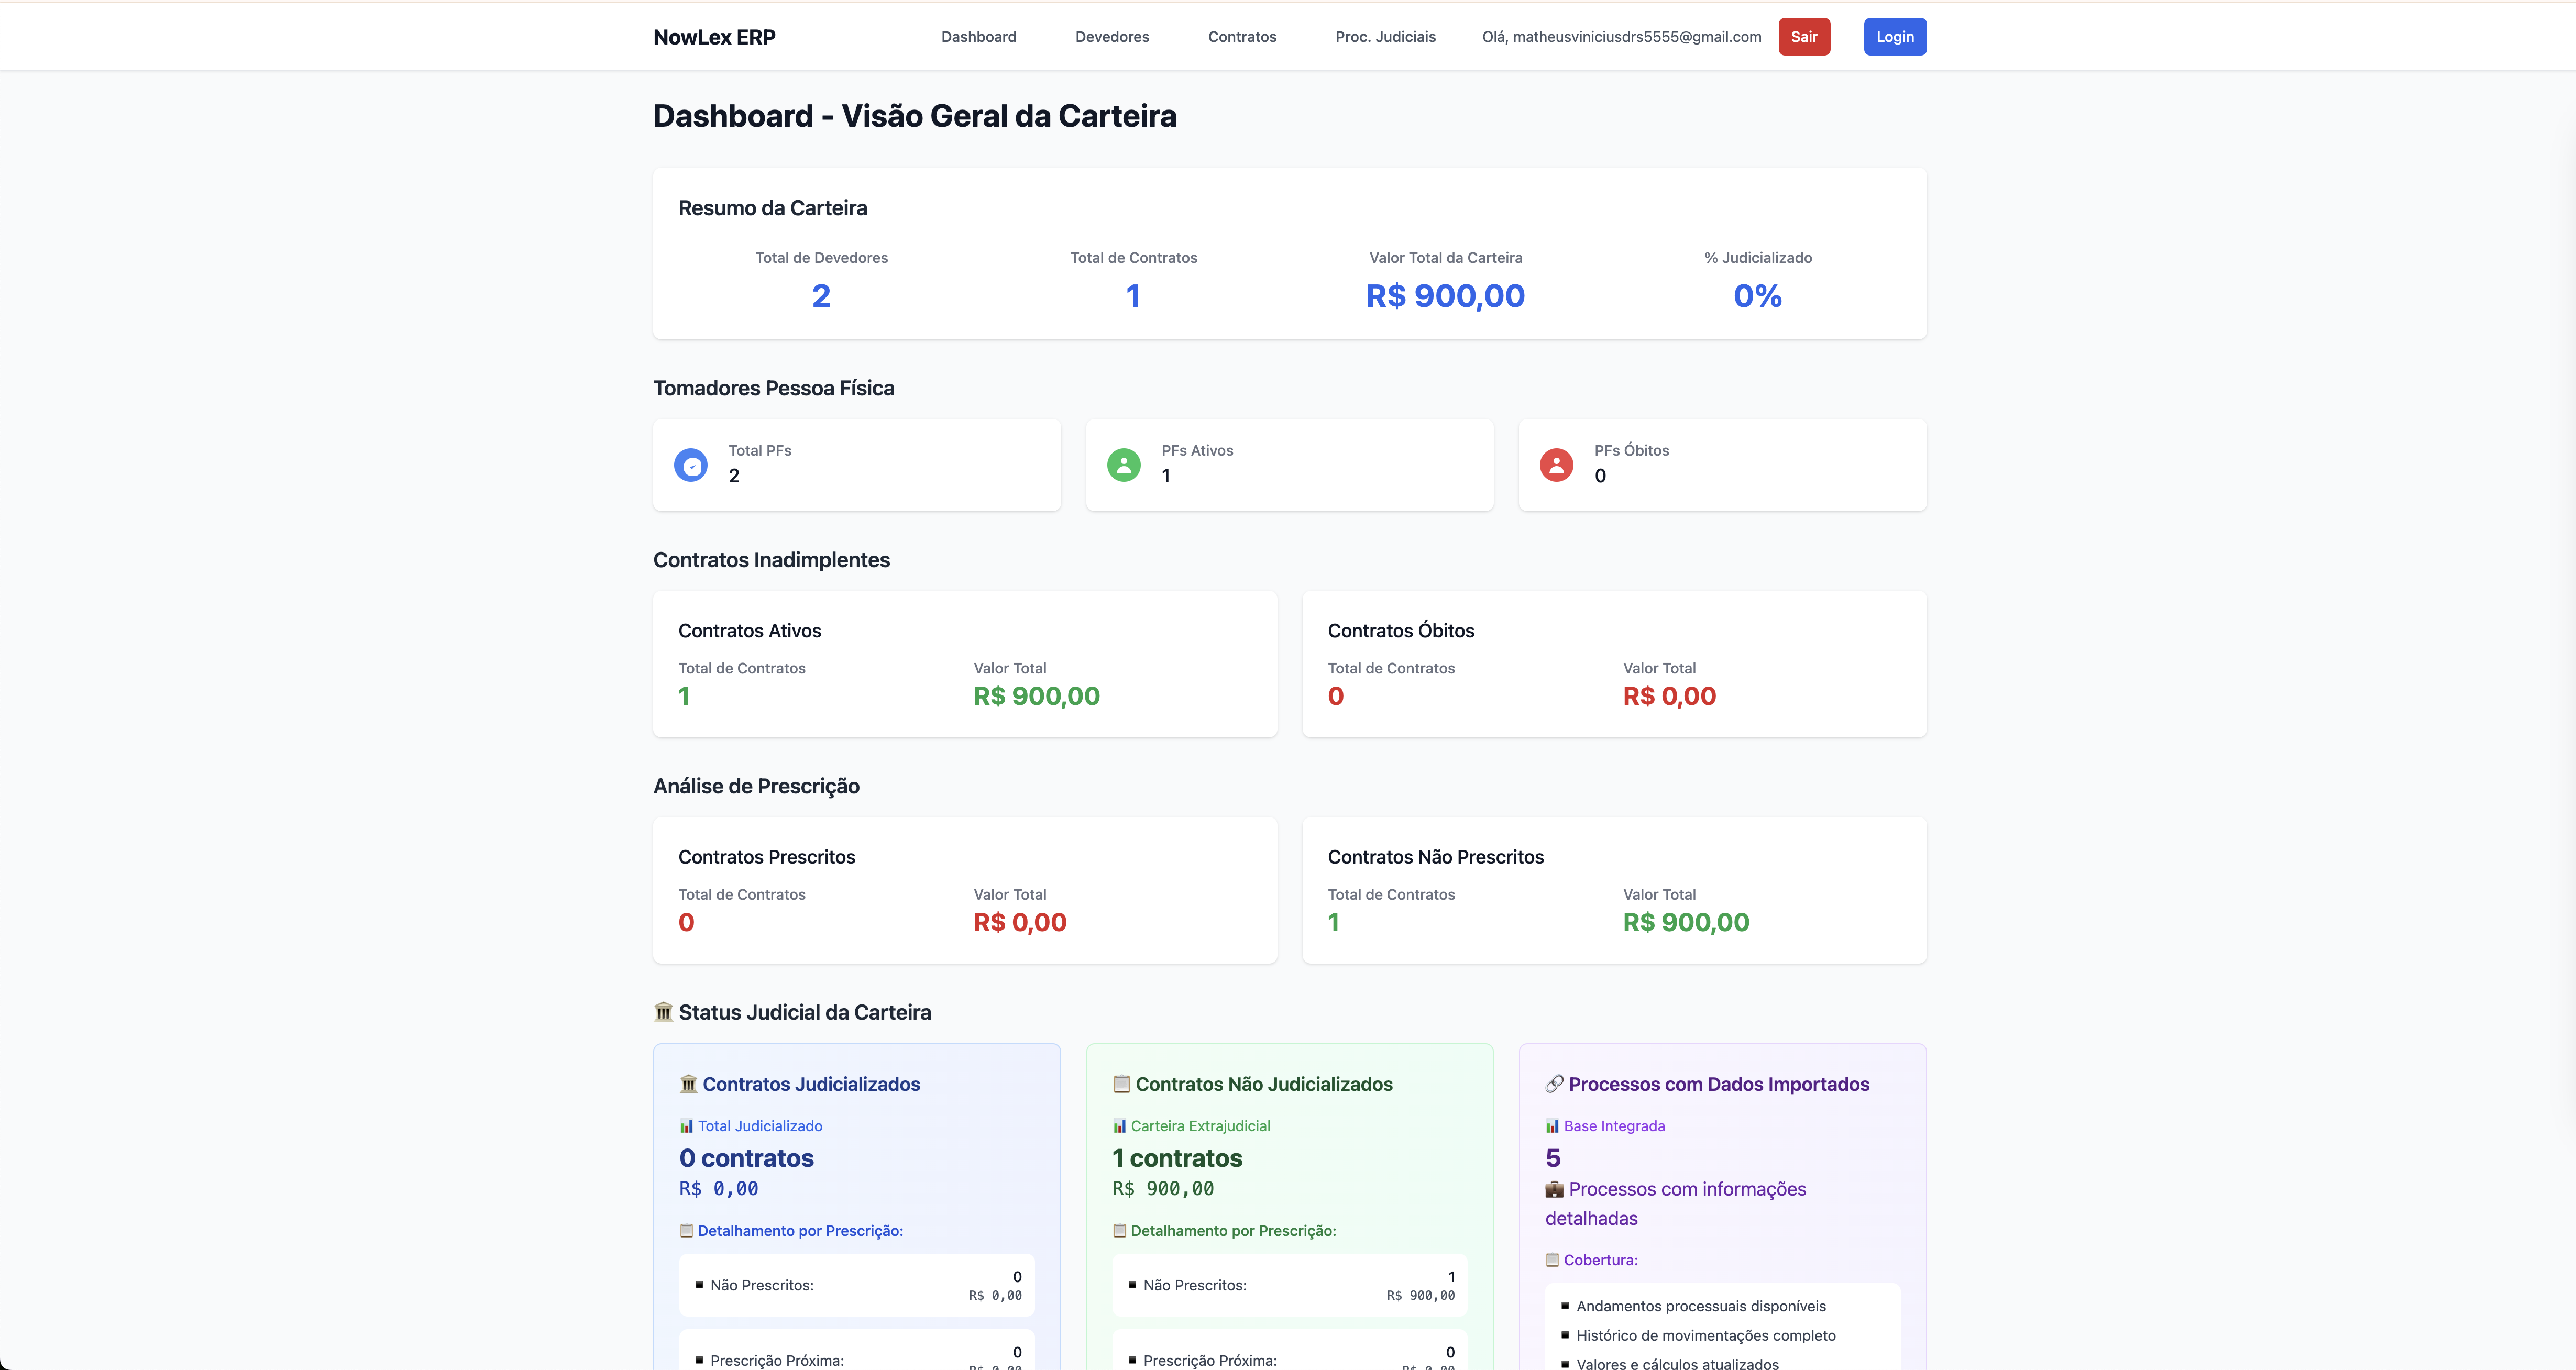 NowLex ERP
Dashboard
Devedores
Contratos
Proc. Judiciais
Olá, matheusviniciusdrs5555@gmail.com
Sair
Login
Dashboard - Visão Geral da Carteira
Resumo da Carteira
Total de Devedores
2
Total de Contratos
1
Valor Total da Carteira
R$ 900,00
% Judicializado
0%
Tomadores Pessoa Física
Total PFs
2
PFs Ativos
1
PFs Óbitos
0
Contratos Inadimplentes
Contratos Ativos
Total de Contratos
1
Valor Total
R$ 900,00
Contratos Óbitos
Total de Contratos
0
Valor Total
R$ 0,00
Análise de Prescrição
Contratos Prescritos
Total de Contratos
0
Valor Total
R$ 0,00
Contratos Não Prescritos
Total de Contratos
1
Valor Total
R$ 900,00
Status Judicial da Carteira
Contratos Judicializados
Total Judicializado
0 contratos
R$ 0,00
Detalhamento por Prescrição:
Não Prescritos:
0
R$ 0,00
Prescrição Próxima:
0
R$ 0,00
Contratos Não Judicializados
Carteira Extrajudicial
1 contratos
R$ 900,00
Detalhamento por Prescrição:
Não Prescritos:
1
R$ 900,00
Prescrição Próxima:
0
R$ 0,00
Processos com Dados Importados
Base Integrada
5
Processos com informações
detalhadas
Cobertura:
Andamentos processuais disponíveis
Histórico de movimentações completo
Valores e cálculos atualizados